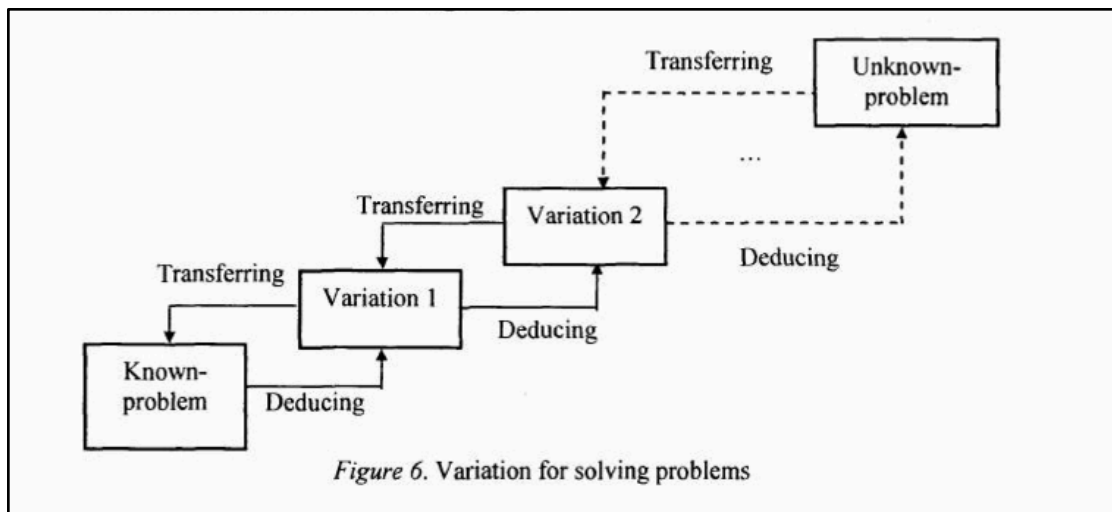 Transferring
Unknown-
problem
...
Transferring
Variation 2
Deducing
Transferring
Variation 1
Deducing
Known-
problem
Deducing
Figure 6. Variation for solving problems